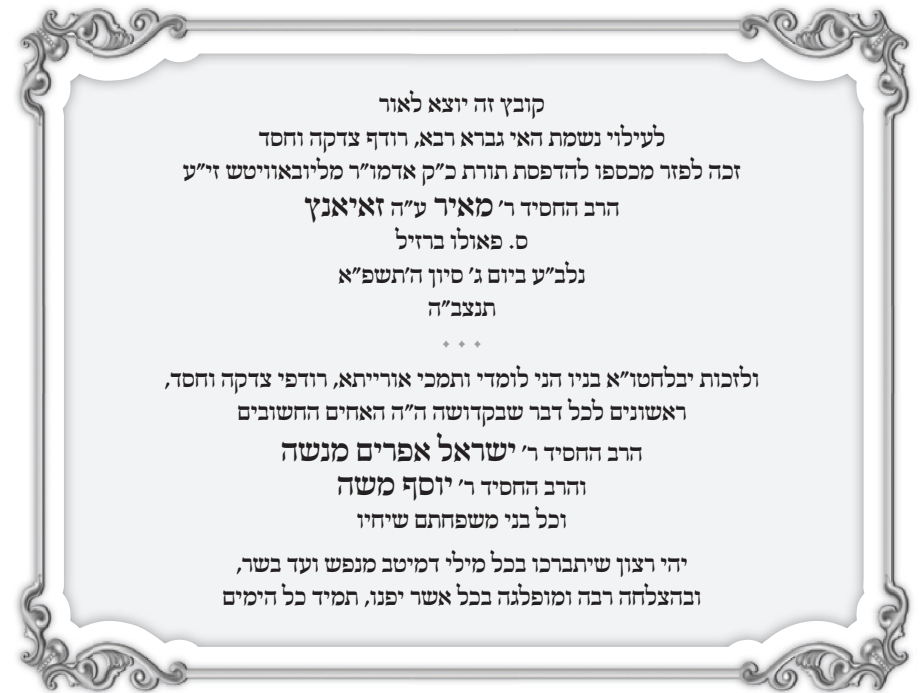 קובץ זה יוצא לאור
לעילוי נשמת האי גברא רבא, רודף צדקה וחסד
זכה לפזר מכספו להדפסת תורת כ"ק אדמו"ר מליובאוויטש זי"ע
הרב החסיד ר' מאיר ע"ה זאיאנץ
ס. פאולו ברזיל
נלב"ע ביום ג' סיון ה'תשפ"א
תנצב"ה
ולזכות יבלחטו"א בניו הני לומדי ותמכי אורייתא, רודפי צדקה וחסד,
ראשונים לכל דבר שבקדושה ה"ה האחים החשובים
הרב החסיד ר' ישראל אפרים מנשה
והרב החסיד ר' יוסף משה
וכל בני משפחתם שיחיו
יהי רצון שיתברכו בכל מילי דמיטב מנפש ועד בשר,
ובהצלחה רבה ומופלגה בכל אשר יפנו, תמיד כל הימים